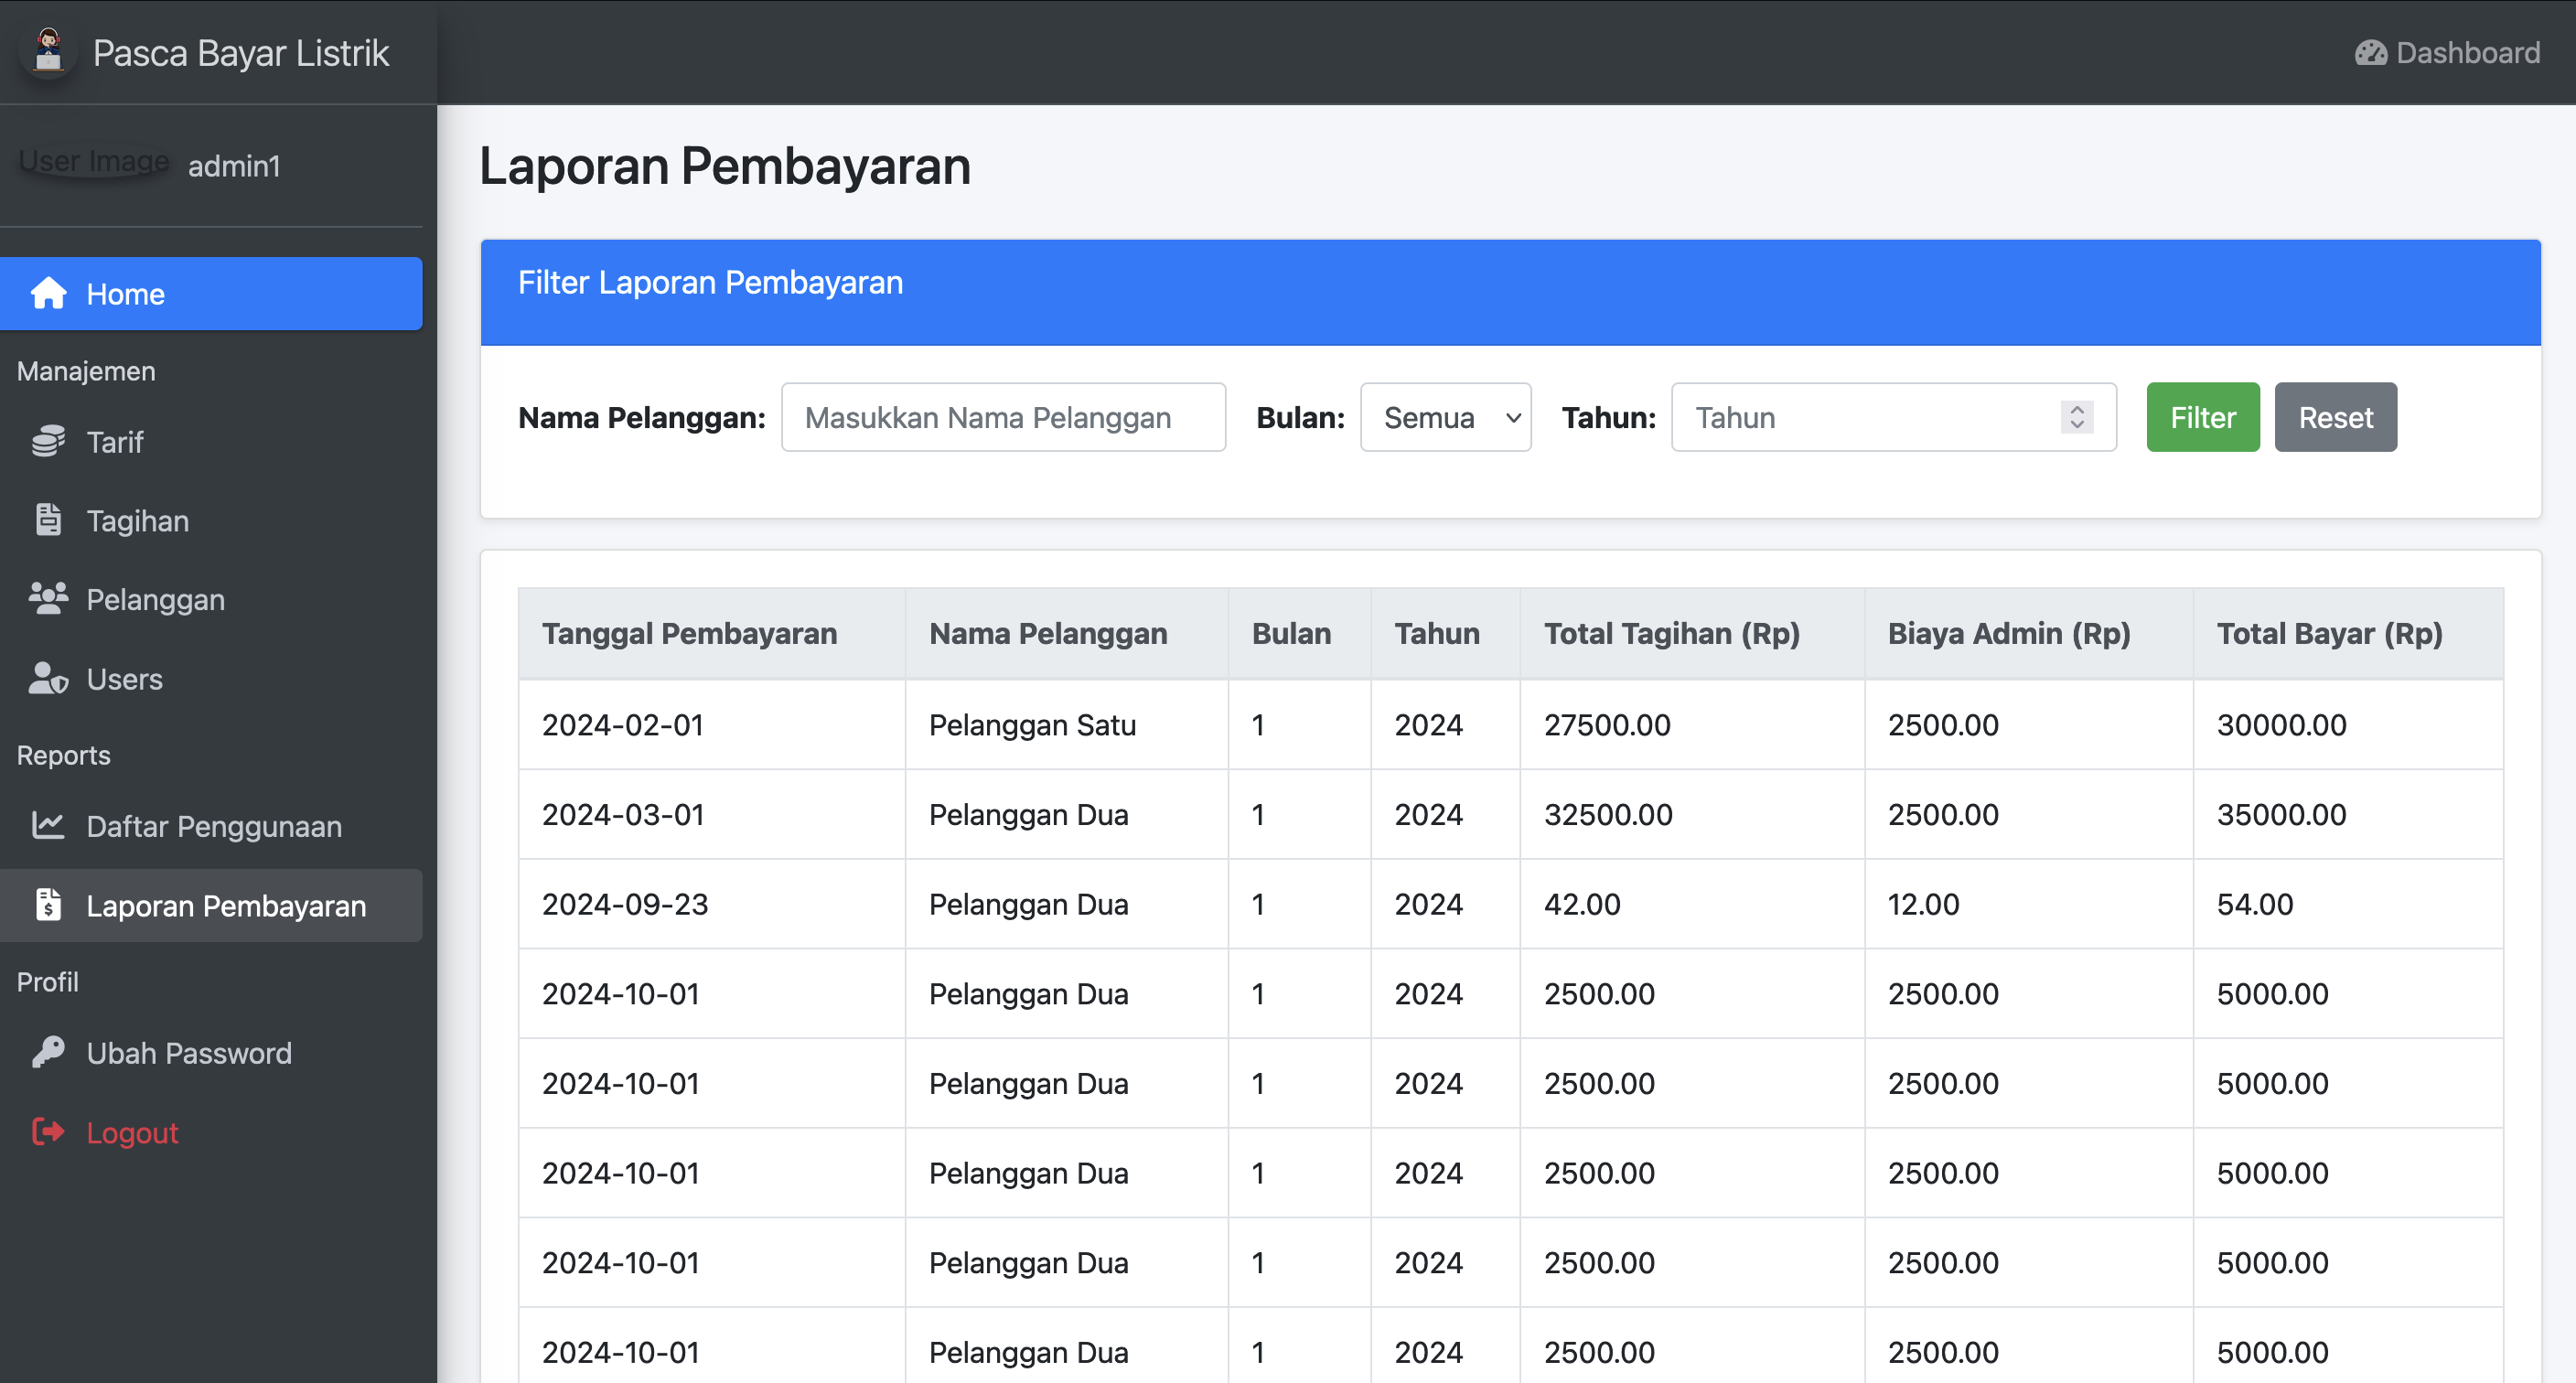 Pasca Bayar Listrik
Dashboard
User Image admin1
Home
Manajemen
Tarif
Tagihan
Pelanggan
Users
Reports
Daftar Penggunaan
Laporan Pembayaran
Profil
Ubah Password
Logout
Laporan Pembayaran
Filter Laporan Pembayaran
Nama Pelanggan: Masukkan Nama Pelanggan Bulan: Semua Tahun: Tahun Filter Reset
Tanggal Pembayaran Nama Pelanggan Bulan Tahun Total Tagihan (Rp) Biaya Admin (Rp) Total Bayar (Rp)
2024-02-01 Pelanggan Satu 1 2024 27500.00 2500.00 30000.00
2024-03-01 Pelanggan Dua 1 2024 32500.00 2500.00 35000.00
2024-09-23 Pelanggan Dua 1 2024 42.00 12.00 54.00
2024-10-01 Pelanggan Dua 1 2024 2500.00 2500.00 5000.00
2024-10-01 Pelanggan Dua 1 2024 2500.00 2500.00 5000.00
2024-10-01 Pelanggan Dua 1 2024 2500.00 2500.00 5000.00
2024-10-01 Pelanggan Dua 1 2024 2500.00 2500.00 5000.00
2024-10-01 Pelanggan Dua 1 2024 2500.00 2500.00 5000.00